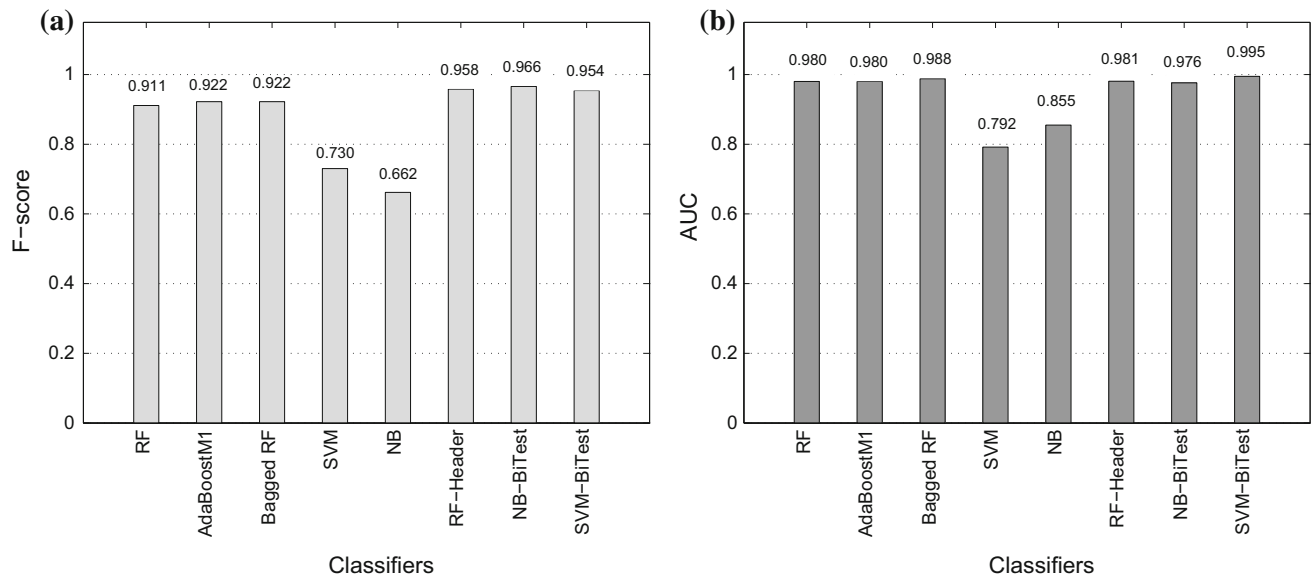 (a)
F−score
1
0.8
0.6
0.4
0.2
0
0.911
0.922
0.922
0.730
0.662
0.958
0.966
0.954
RF
AdaBoostM1
Bagged RF
SVM
NB
RF−Header
NB−BiTest
SVM−BiTest
Classifiers
(b)
AUC
1
0.8
0.6
0.4
0.2
0
0.980
0.980
0.988
0.792
0.855
0.981
0.976
0.995
RF
AdaBoostM1
Bagged RF
SVM
NB
RF−Header
NB−BiTest
SVM−BiTest
Classifiers